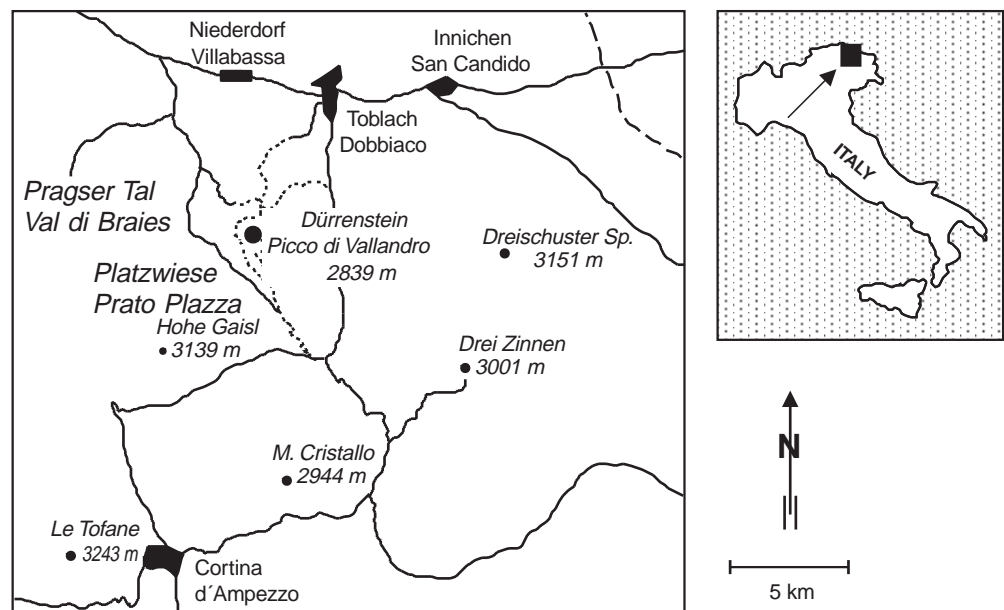 Niederdorf
Villabassa
Innichen
San Candido
Toblach
Dobbiaco
Pragser Tal
Val di Braies
Dürrenstein
Picco di Vallandro
2839 m
Dreischuster Sp.
3151 m
Platzwiese
Prato Plazza
Hohe Gaisl
3139 m
Drei Zinnen
3001 m
M. Cristallo
2944 m
Le Tofane
3243 m
Cortina
d´Ampezzo
ITALY
N
5 km